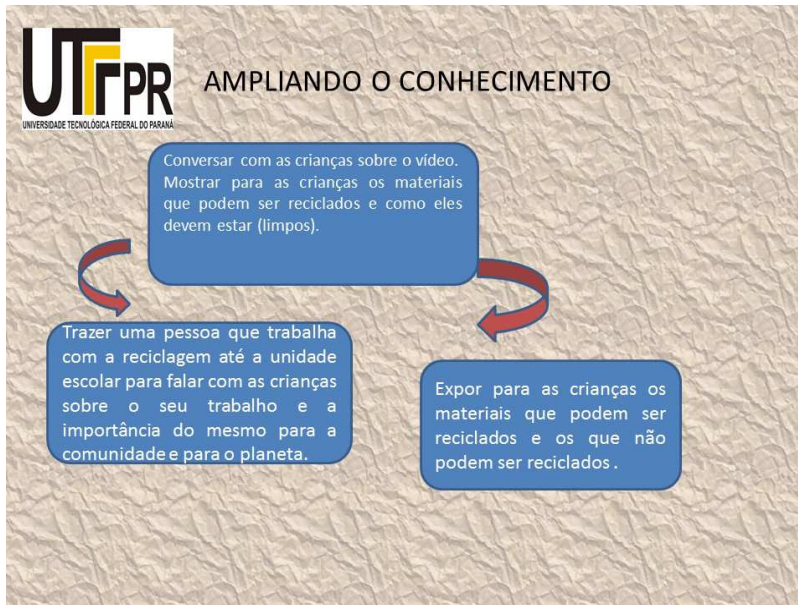 UTFPR
UNIVERSIDADE TECNOLÓGICA FEDERAL DO PARANÁ
AMPLIANDO O CONHECIMENTO
Conversar com as crianças sobre o vídeo.
Mostrar para as crianças os materiais
que podem ser reciclados e como eles
devem estar (limpos).
Trazer uma pessoa que trabalha
com a reciclagem até a unidade
escolar para falar com as crianças
sobre o seu trabalho e a
importância do mesmo para a
comunidade e para o planeta.
Expor para as crianças os
materiais que podem ser
reciclados e os que não
podem ser reciclados .